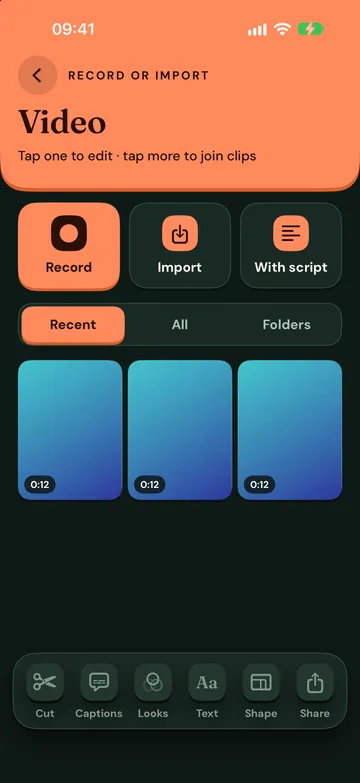 09:41
RECORD OR IMPORT
Video
Tap one to edit · tap more to join clips
Record
Import
With script
Recent
All
Folders
0:12
0:12
0:12
Aa
Cut
Captions
Looks
Text
Shape
Share